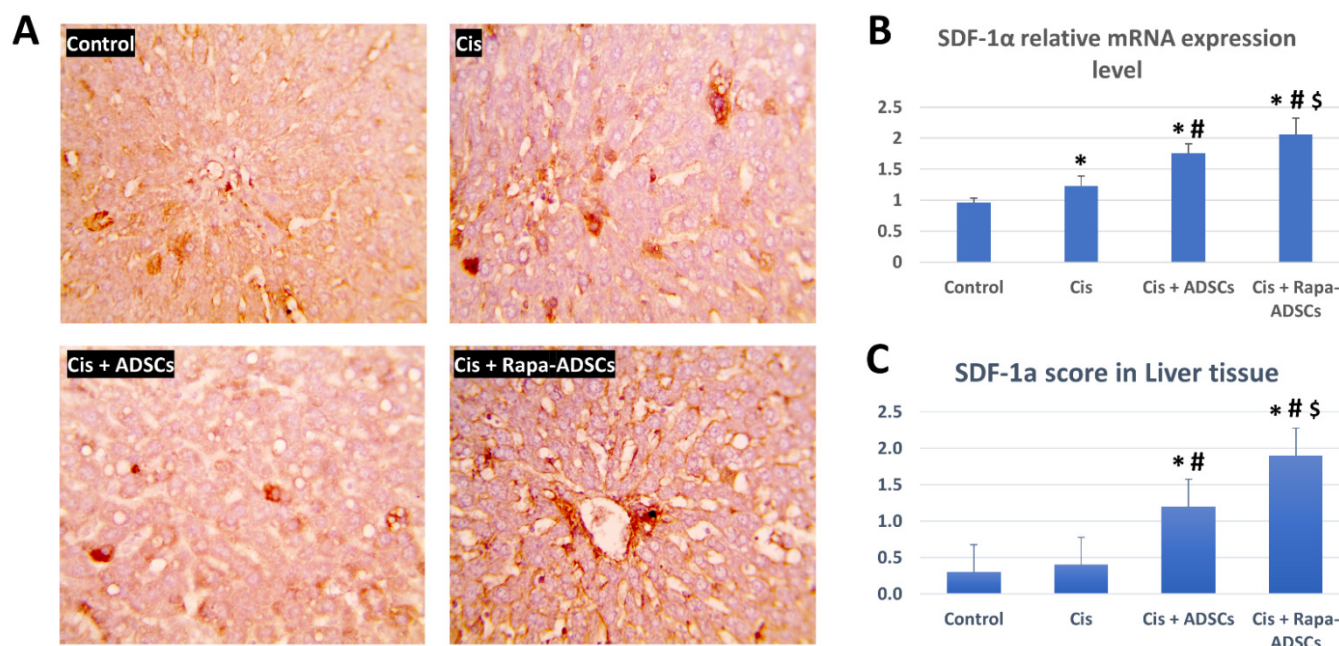 A
Control
Cis
Cis + ADSCs
Cis + Rapa-ADSCs
B
SDF-1α relative mRNA expression
level
2.5
2
1.5
1
0.5
0
*
* #
* # $
Control
Cis
Cis + ADSCs
Cis + Rapa-
ADSCs
C
SDF-1a score in Liver tissue
2.5
2.0
1.5
1.0
0.5
0.0
* #
* # $
Control
Cis
Cis + ADSCs
Cis + Rapa-
ADSCs